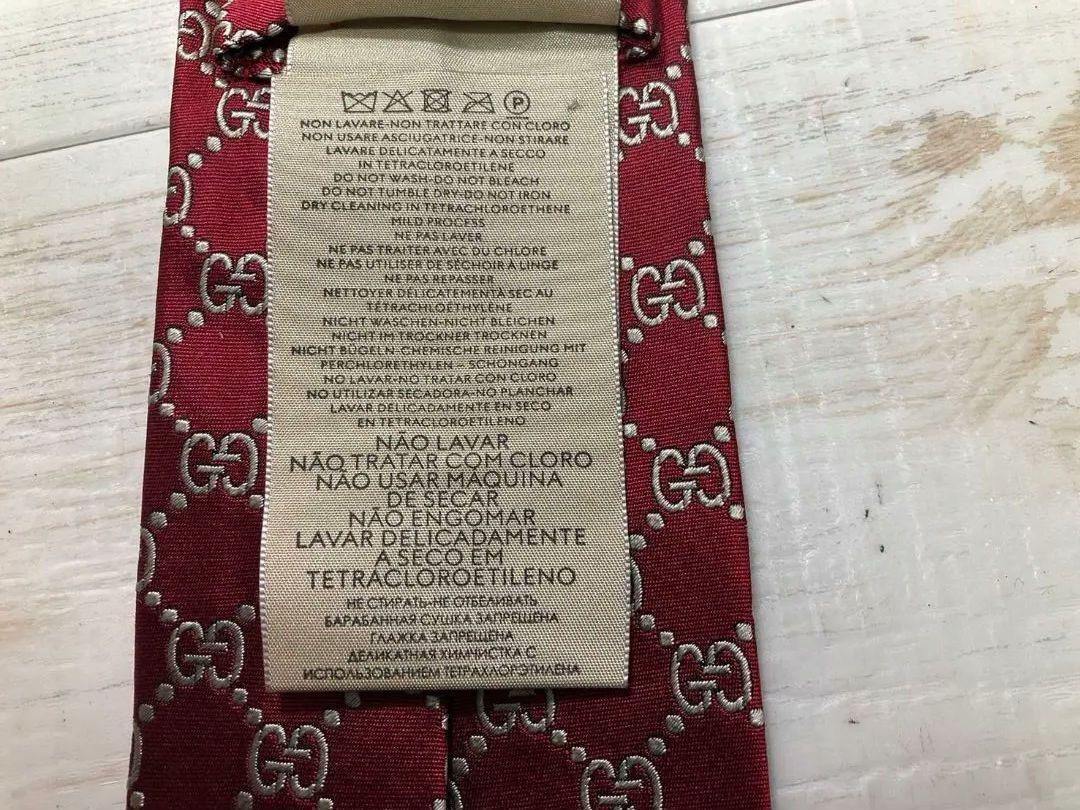 P
NON LAVARE-NON TRATTARE CON CLORO
NON USARE ASCIUGATRICE-NON STIRARE
LAVARE DELICATAMENTE A SECCO
IN TETRACLOROETILENE
DO NOT WASH-DO NOT BLEACH
DO NOT TUMBLE DRY-DO NOT IRON
DRY CLEANING IN TETRACHLOROETHENE
MILD PROCESS
NE PAS LAVER
NE PAS TRAITER AVEC DU CHLORE
NE PAS UTILISER DE SÉCHOIR À LINGE
NE PAS REPASSER
NETTOYER DÉLICATEMENT À SEC AU
TÉTRACHLOÉTHYLÈNE
NICHT WASCHEN-NICHT BLEICHEN
NICHT IM TROCKNER TROCKNEN
NICHT BÜGELN-CHEMISCHE REINIGUNG MIT
PERCHLORETHYLEN – SCHONGANG
NO LAVAR-NO TRATAR CON CLORO
NO UTILIZAR SECADORA-NO PLANCHAR
LAVAR DELICADAMENTE EN SECO
EN TETRACLOROETILENO
NÃO LAVAR
NÃO TRATAR COM CLORO
NÃO USAR MÁQUINA
DE SECAR
NÃO ENGOMAR
LAVAR DELICADAMENTE
A SECO EM
TETRACLOROETILENO
НЕ СТИРАТЬ-НЕ ОТБЕЛИВАТЬ
БАРАБАННАЯ СУШКА ЗАПРЕЩЕНА
ГЛАЖКА ЗАПРЕЩЕНА
ДЕЛИКАТНАЯ ХИМЧИСТКА С
ИСПОЛЬЗОВАНИЕМ ТЕТРАХЛОРЭТИЛЕНА